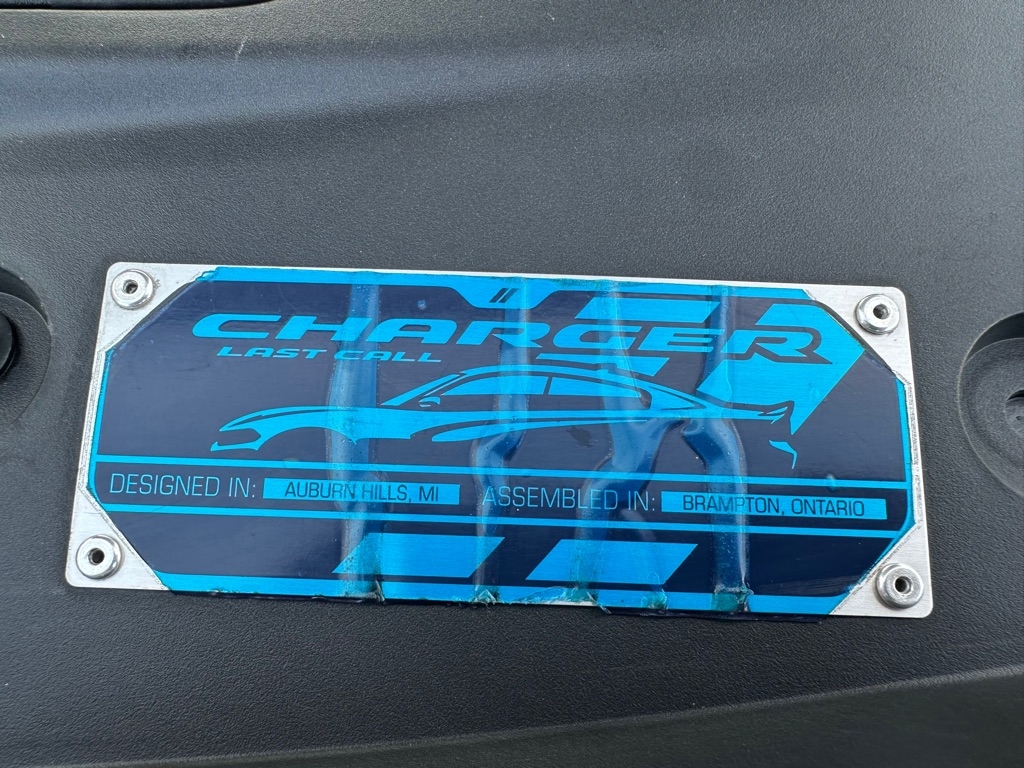 CHARGER
LAST CALL
DESIGNED IN: AUBURN HILLS, MI ASSEMBLED IN: BRAMPTON, ONTARIO